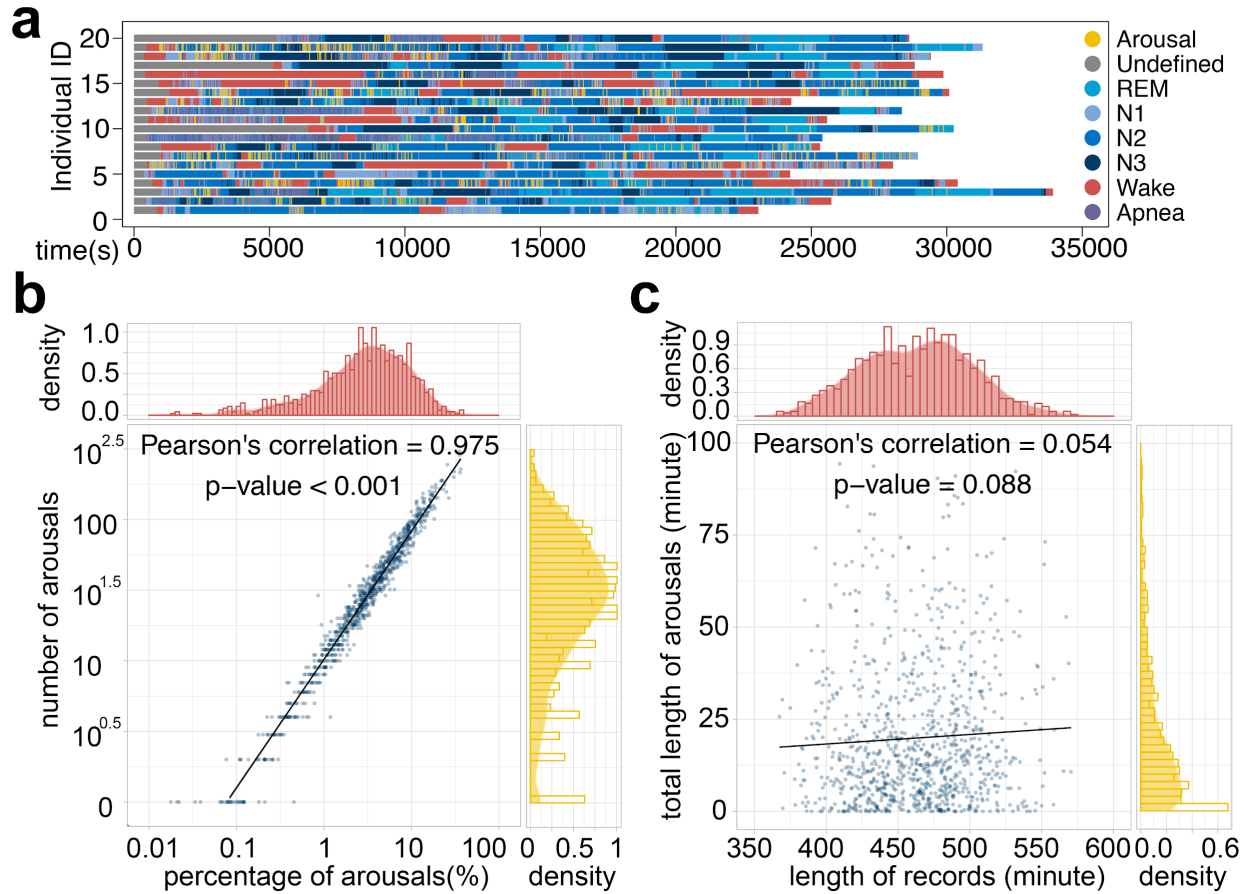 a
Individual ID
20
15
10
5
0
time(s)
0 5000 10000 15000 20000 25000 30000 35000
Arousal
Undefined
REM
N1
N2
N3
Wake
Apnea
b
density
1.0
0.5
0.0
Pearson's correlation = 0.975
p−value < 0.001
number of arousals
10^2.5
100
10^1.5
10
10^0.5
0
0.01 0.1 1 10 100
percentage of arousals(%)
0 0.5 1
density
c
density
0.9
0.6
0.3
0.0
Pearson's correlation = 0.054
p−value = 0.088
total length of arousals (minute)
100
75
50
25
0
350 400 450 500 550 600
length of records (minute)
0.0 0.6
density